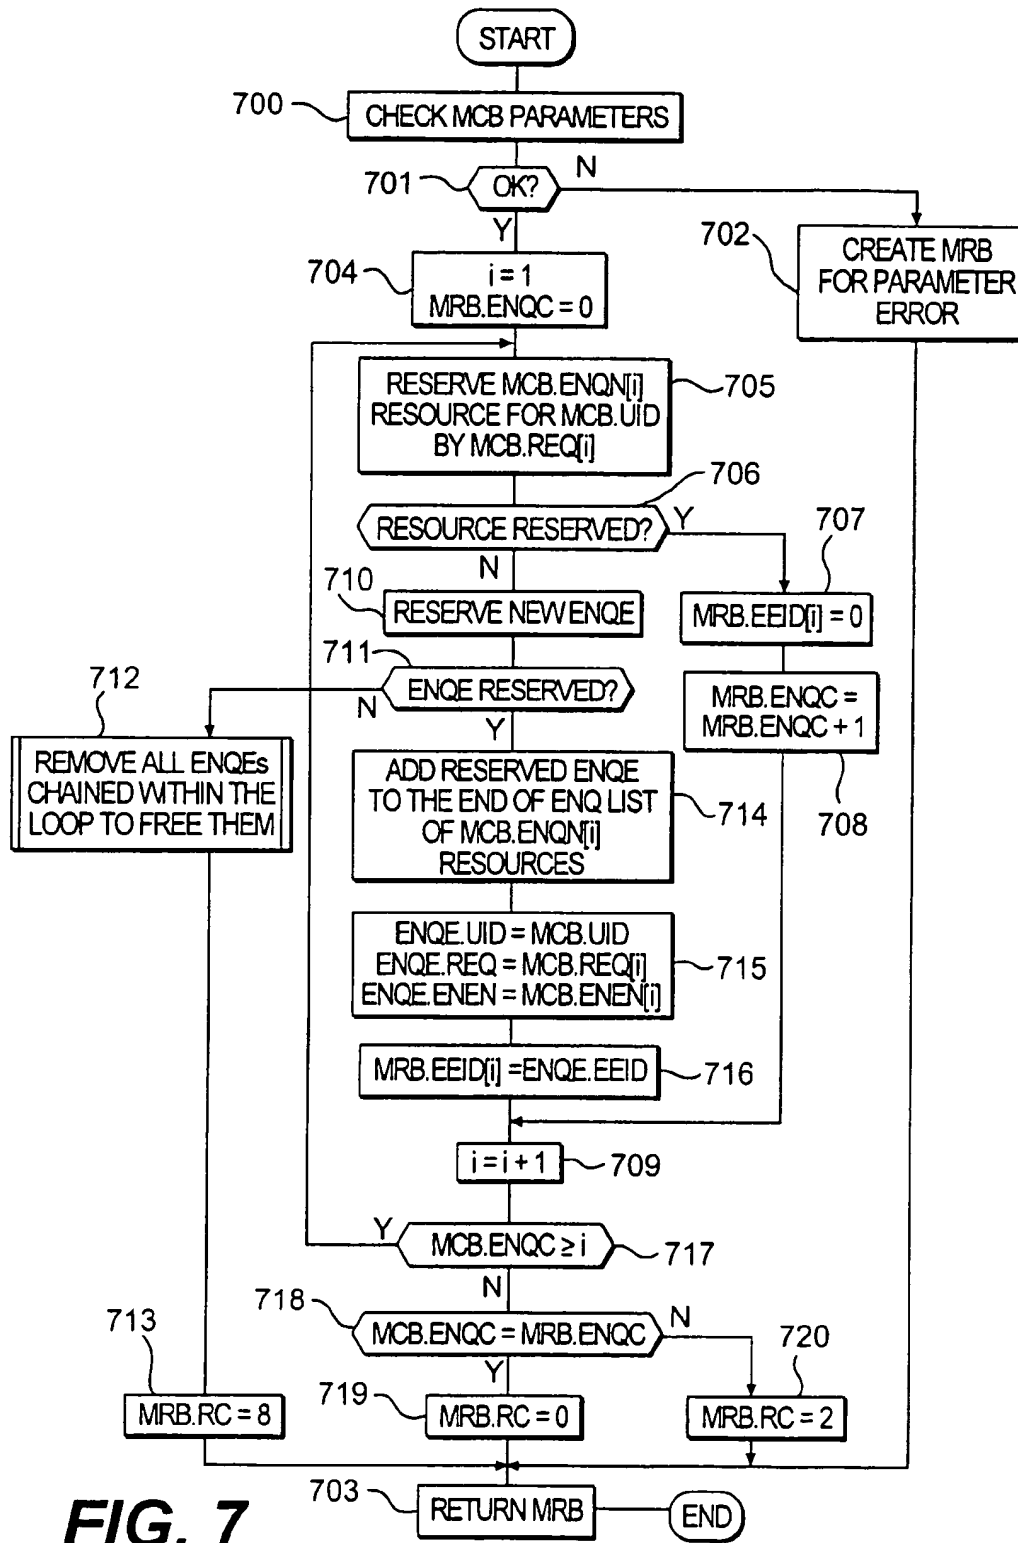 START
700
CHECK MCB PARAMETERS
701
OK?
N
Y
702
CREATE MRB
FOR PARAMETER
ERROR
704
i = 1
MRB.ENQC = 0
RESERVE MCB.ENQN[i]
RESOURCE FOR MCB.UID
BY MCB.REQ[i]
705
706
RESOURCE RESERVED?
Y
N
707
MRB.EEID[i] = 0
710
RESERVE NEW ENQE
711
ENQE RESERVED?
N
Y
MRB.ENQC =
MRB.ENQC + 1
708
712
REMOVE ALL ENQEs
CHAINED WITHIN THE
LOOP TO FREE THEM
ADD RESERVED ENQE
TO THE END OF ENQ LIST
OF MCB.ENQN[i]
RESOURCES
714
ENQE.UID = MCB.UID
ENQE.REQ = MCB.REQ[i]
ENQE.ENEN = MCB.ENEN[i]
715
MRB.EEID[i] =ENQE.EEID
716
i = i + 1
709
Y
MCB.ENQC ≥ i
717
N
718
MCB.ENQC = MRB.ENQC
N
Y
713
MRB.RC = 8
719
MRB.RC = 0
720
MRB.RC = 2
703
RETURN MRB
END
FIG. 7